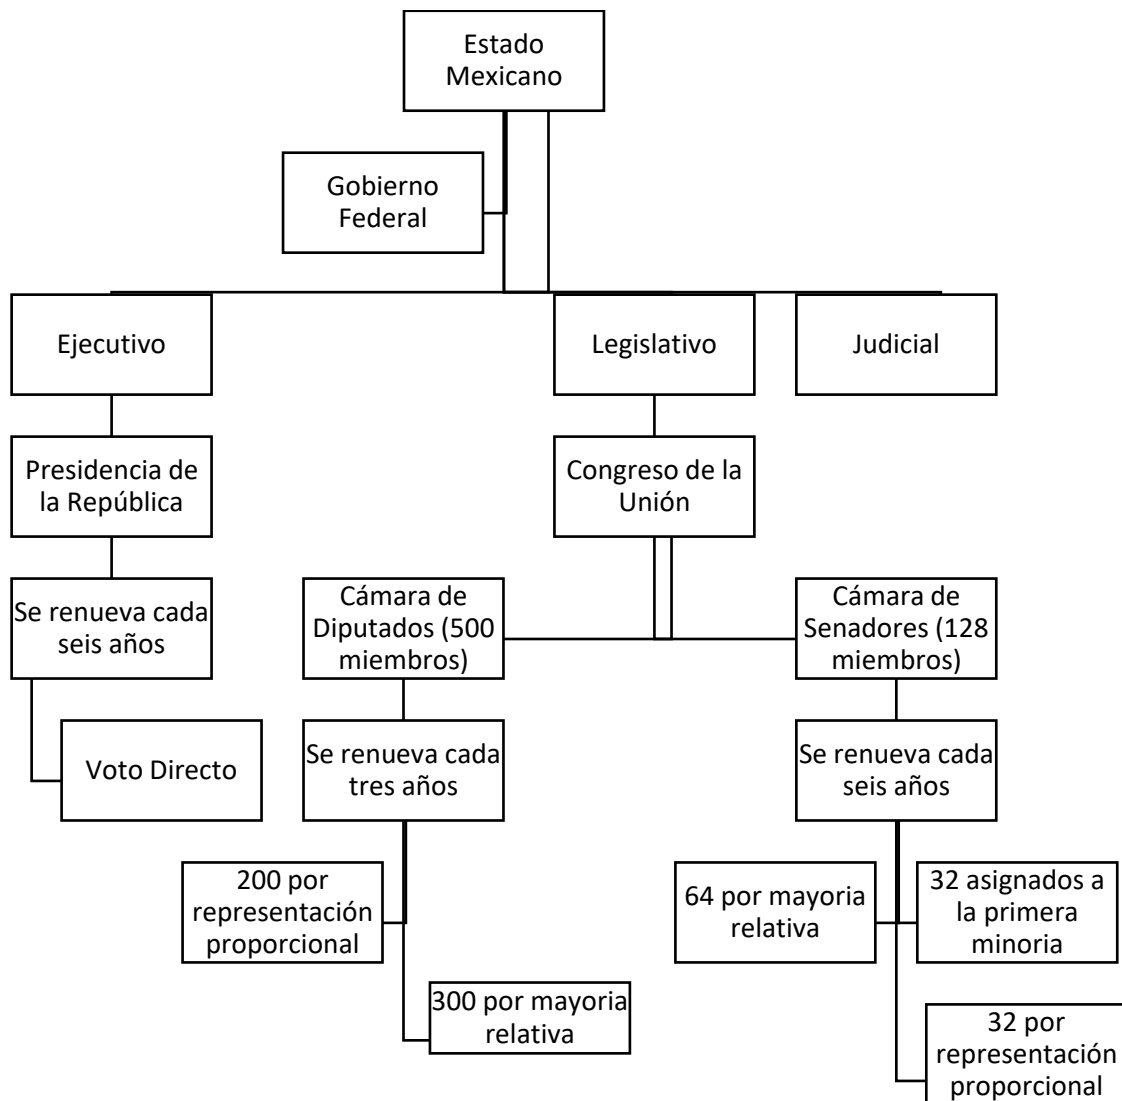 Estado
Mexicano
Gobierno
Federal
Ejecutivo
Legislativo
Judicial
Presidencia de
la República
Congreso de la
Unión
Se renueva cada
seis años
Cámara de
Diputados (500
miembros)
Cámara de
Senadores (128
miembros)
Voto Directo
Se renueva cada
tres años
Se renueva cada
seis años
200 por
representación
proporcional
300 por mayoria
relativa
64 por mayoria
relativa
32 asignados a
la primera
minoria
32 por
representación
proporcional